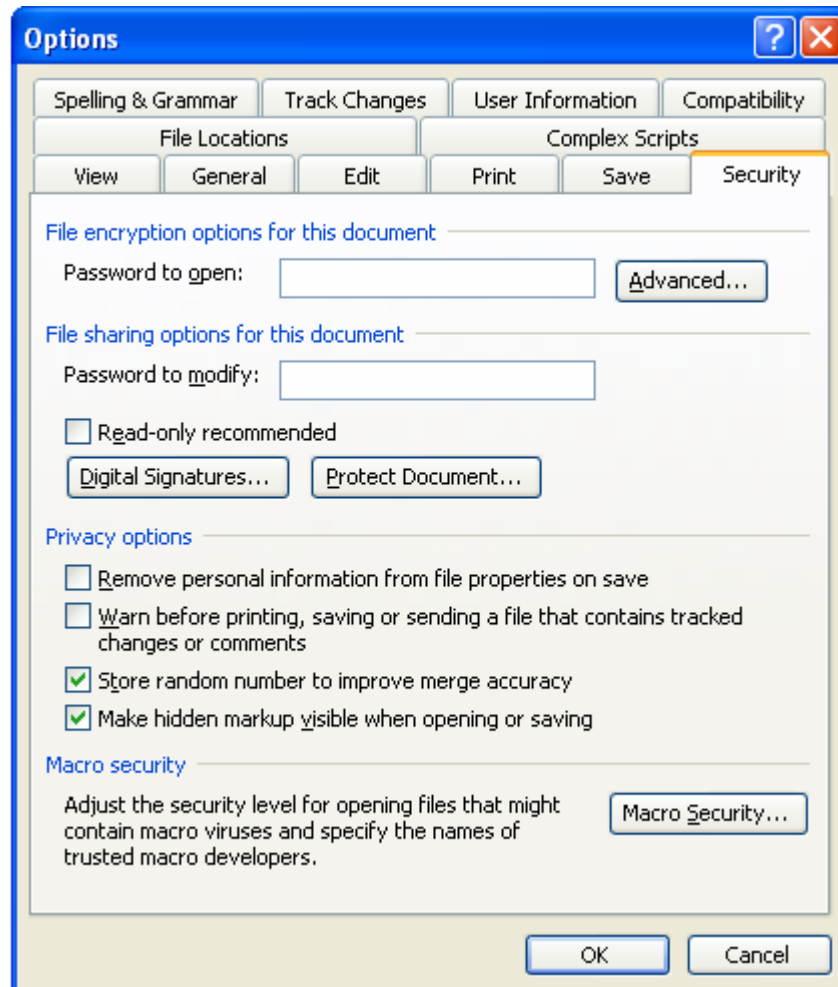 Options
Spelling & Grammar Track Changes User Information Compatibility
File Locations Complex Scripts
View General Edit Print Save Security
File encryption options for this document
Password to open: Advanced...
File sharing options for this document
Password to modify:
Read-only recommended
Digital Signatures... Protect Document...
Privacy options
Remove personal information from file properties on save
Warn before printing, saving or sending a file that contains tracked
changes or comments
Store random number to improve merge accuracy
Make hidden markup visible when opening or saving
Macro security
Adjust the security level for opening files that might
contain macro viruses and specify the names of
trusted macro developers.
Macro Security...
OK Cancel